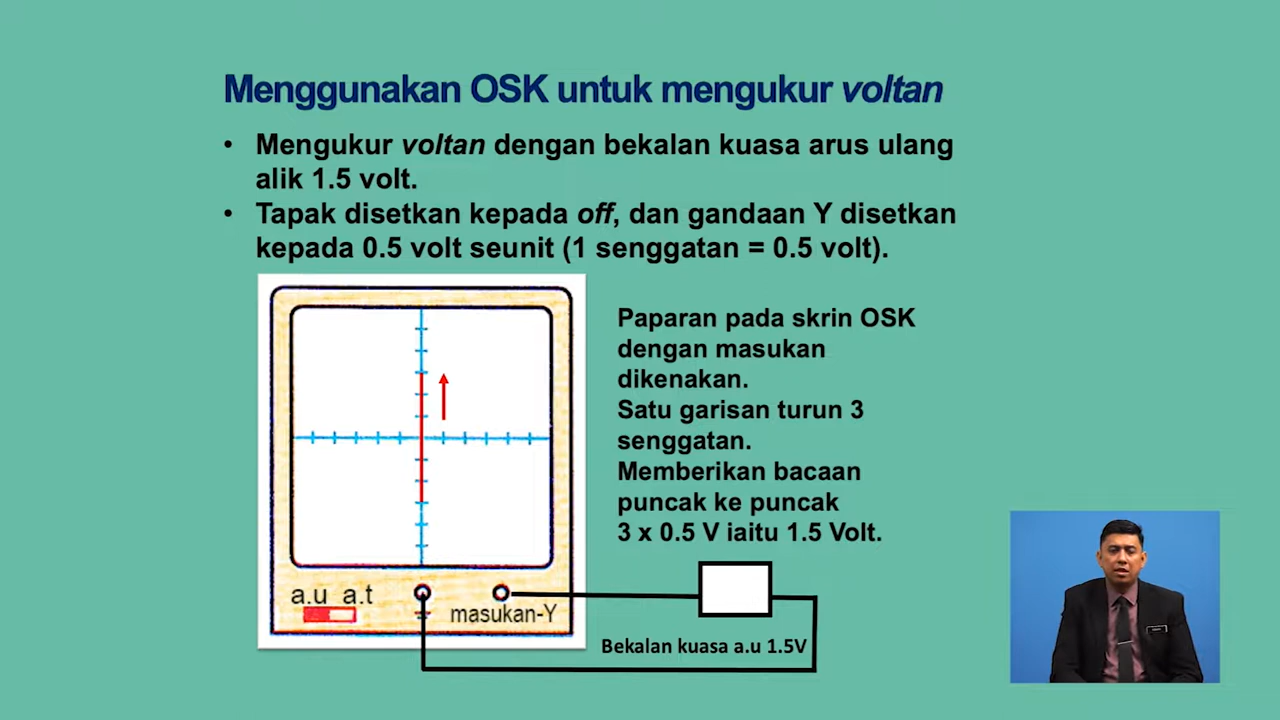 Menggunakan OSK untuk mengukur voltan
• Mengukur voltan dengan bekalan kuasa arus ulang
alik 1.5 volt.
• Tapak disetkan kepada off, dan gandaan Y disetkan
kepada 0.5 volt seunit (1 senggatan = 0.5 volt).
Paparan pada skrin OSK
dengan masukan
dikenakan.
Satu garisan turun 3
senggatan.
Memberikan bacaan
puncak ke puncak
3 x 0.5 V iaitu 1.5 Volt.
a.u a.t
masukan-Y
Bekalan kuasa a.u 1.5V